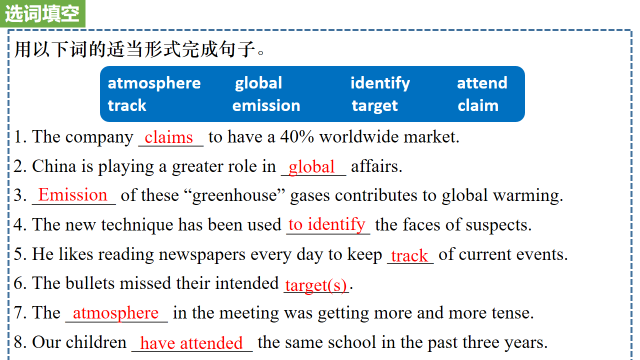 选词填空
用以下词的适当形式完成句子。
atmosphere global identify attend
track emission target claim
1. The company claims to have a 40% worldwide market.
2. China is playing a greater role in global affairs.
3. Emission of these “greenhouse” gases contributes to global warming.
4. The new technique has been used to identify the faces of suspects.
5. He likes reading newspapers every day to keep track of current events.
6. The bullets missed their intended target(s).
7. The atmosphere in the meeting was getting more and more tense.
8. Our children have attended the same school in the past three years.